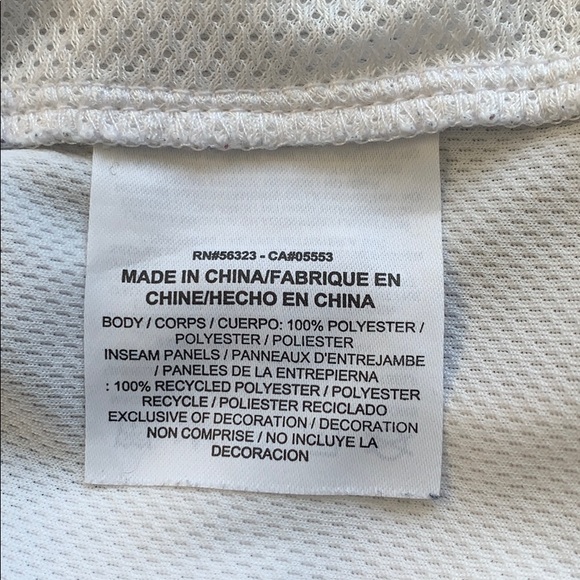 RN#56323 - CA#05553
MADE IN CHINA/FABRIQUE EN
CHINE/HECHO EN CHINA
BODY / CORPS / CUERPO: 100% POLYESTER /
POLYESTER / POLIESTER
INSEAM PANELS / PANNEAUX D'ENTREJAMBE
/ PANELES DE LA ENTREPIERNA
: 100% RECYCLED POLYESTER / POLYESTER
RECYCLE / POLIESTER RECICLADO
EXCLUSIVE OF DECORATION / DECORATION
NON COMPRISE / NO INCLUYE LA
DECORACION